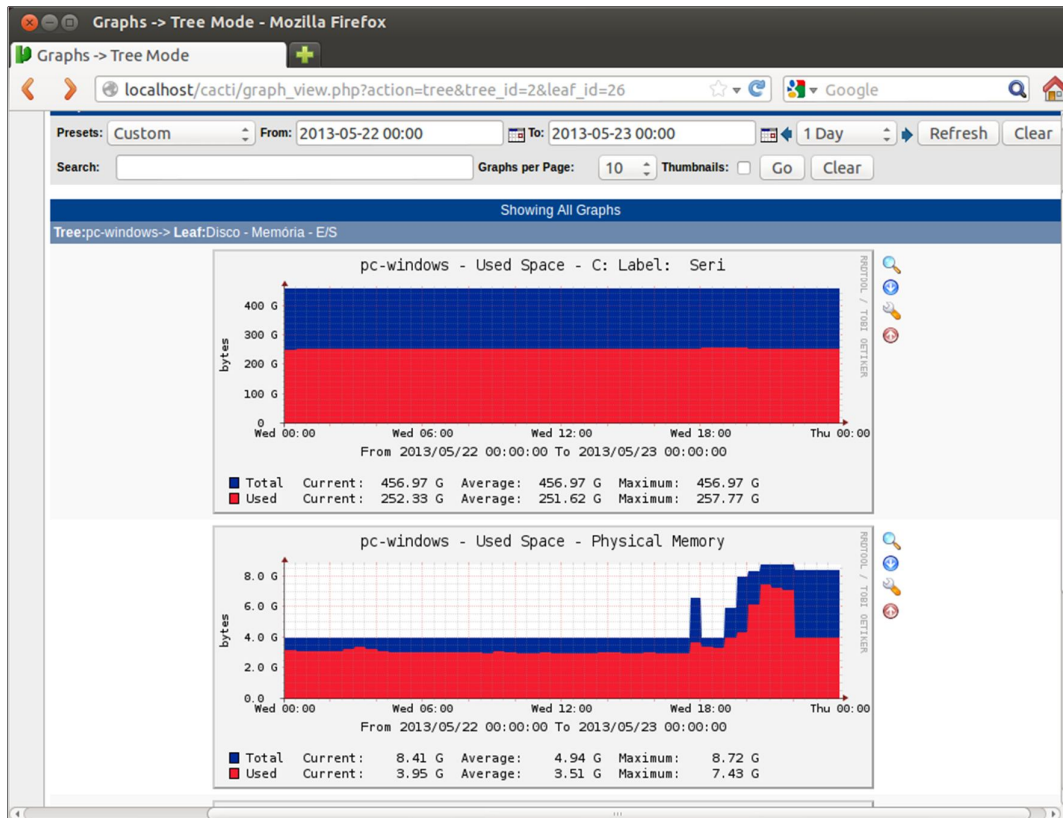 Graphs -> Tree Mode - Mozilla Firefox
Graphs -> Tree Mode
localhost/cacti/graph_view.php?action=tree&tree_id=2&leaf_id=26
Google
Presets: Custom From: 2013-05-22 00:00 To: 2013-05-23 00:00 1 Day Refresh Clear
Search: Graphs per Page: 10 Thumbnails: Go Clear
Showing All Graphs
Tree:pc-windows-> Leaf:Disco - Memória - E/S
pc-windows - Used Space - C: Label: Seri
RRDTOOL / TOBI OETIKER
bytes
400 G
300 G
200 G
100 G
0
Wed 00:00 Wed 06:00 Wed 12:00 Wed 18:00 Thu 00:00
From 2013/05/22 00:00:00 To 2013/05/23 00:00:00
Total Current: 456.97 G Average: 456.97 G Maximum: 456.97 G
Used Current: 252.33 G Average: 251.62 G Maximum: 257.77 G
pc-windows - Used Space - Physical Memory
RRDTOOL / TOBI OETIKER
bytes
8.0 G
6.0 G
4.0 G
2.0 G
0.0
Wed 00:00 Wed 06:00 Wed 12:00 Wed 18:00 Thu 00:00
From 2013/05/22 00:00:00 To 2013/05/23 00:00:00
Total Current: 8.41 G Average: 4.94 G Maximum: 8.72 G
Used Current: 3.95 G Average: 3.51 G Maximum: 7.43 G